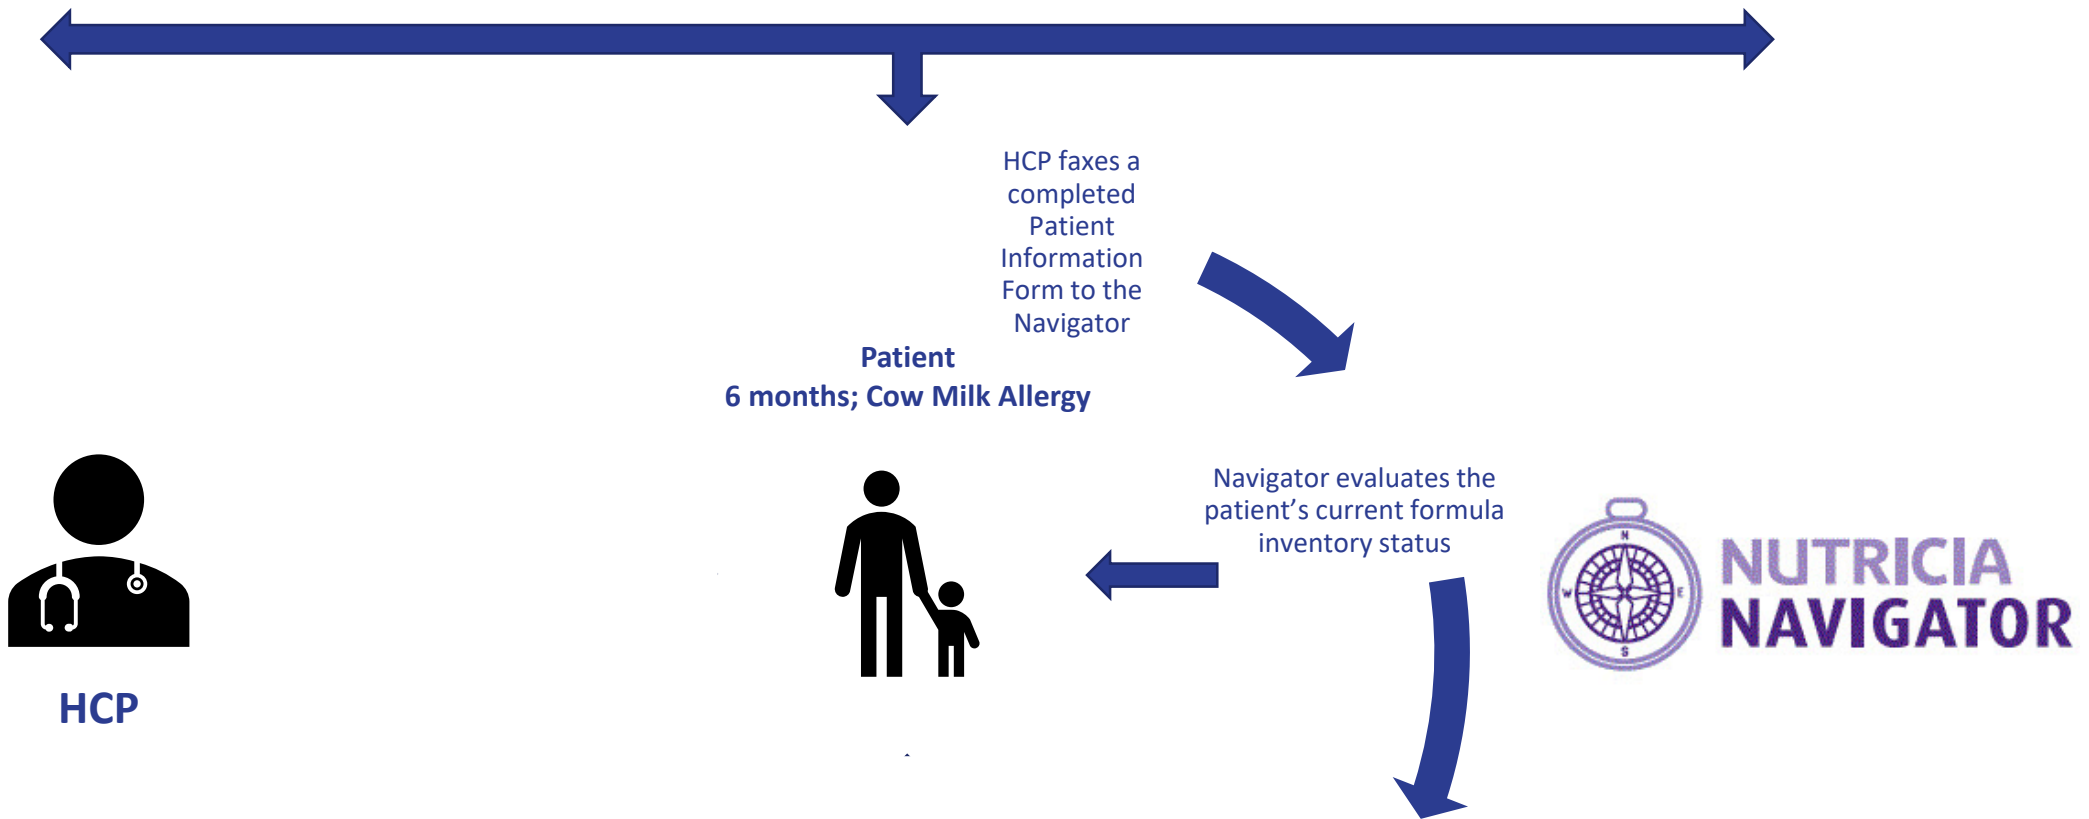 HCP faxes a
completed
Patient
Information
Form to the
Navigator
Patient
6 months; Cow Milk Allergy
Navigator evaluates the
patient’s current formula
inventory status
N
W
E
S
NUTRICIA
NAVIGATOR
HCP